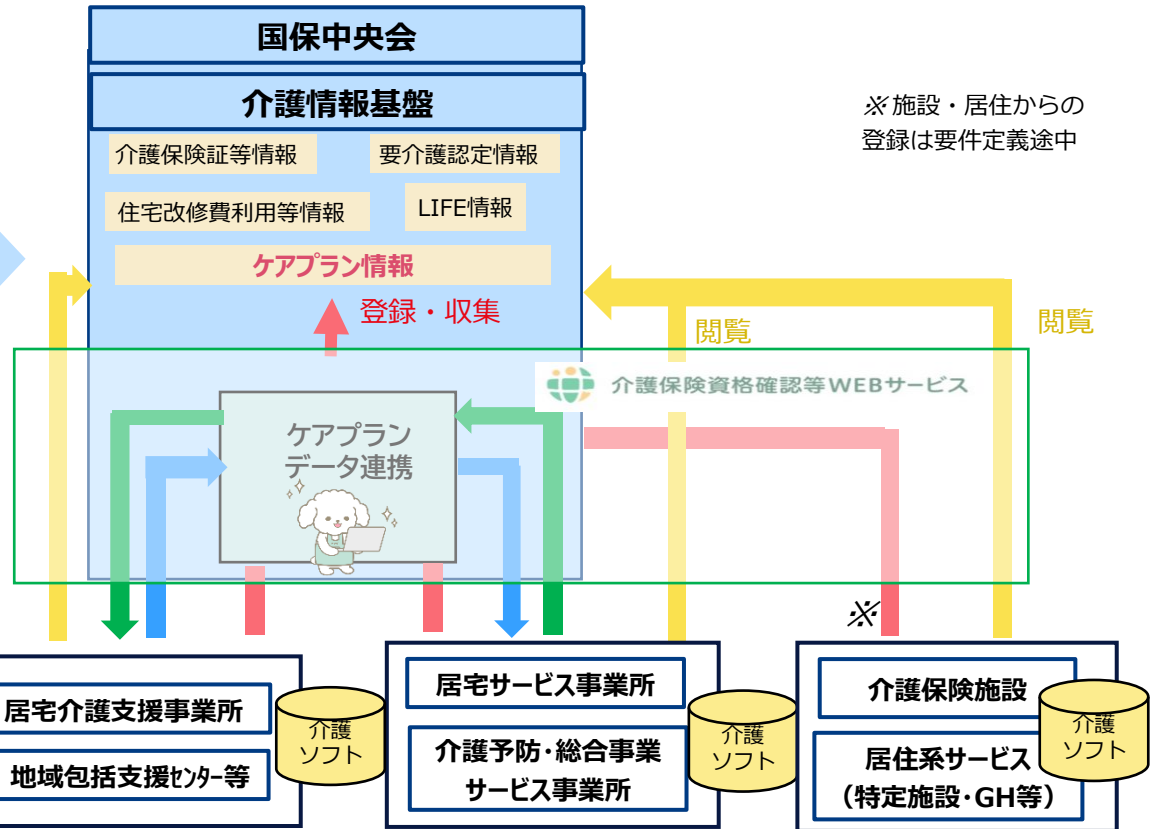 国保中央会
介護情報基盤
※施設・居住からの
登録は要件定義途中
介護保険証等情報
要介護認定情報
住宅改修費利用等情報
LIFE情報
ケアプラン情報
登録・収集
閲覧
閲覧
介護保険資格確認等WEBサービス
ケアプラン
データ連携
※
居宅介護支援事業所
地域包括支援ｾﾝﾀｰ等
介護
ソフト
居宅サービス事業所
介護予防・総合事業
サービス事業所
介護
ソフト
介護保険施設
居住系サービス
（特定施設・GH等）
介護
ソフト